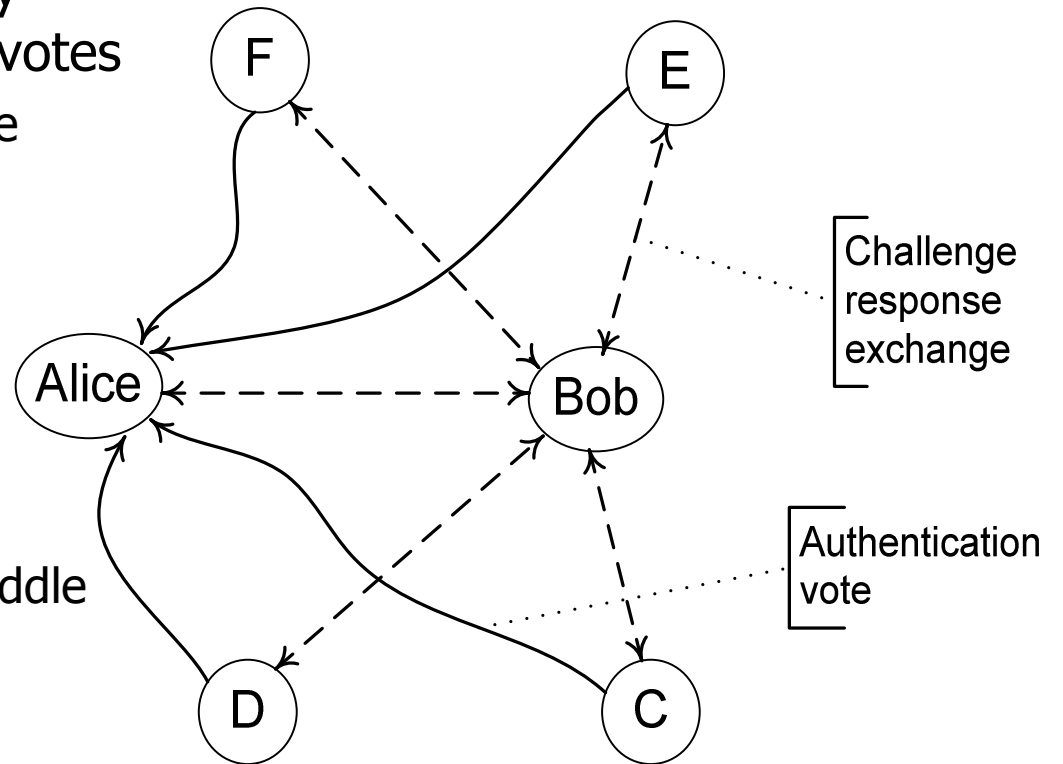 votes
F
E
e
Challenge
response
exchange
Alice
Bob
Authentication
vote
ddle
D
C